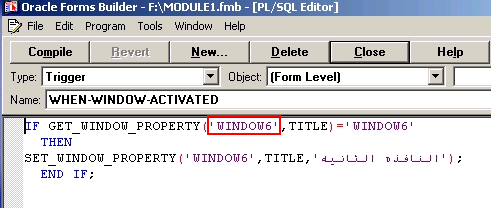 Oracle Forms Builder - F:\MODULE1.fmb - [PL/SQL Editor]
File Edit Program Tools Window Help
Compile Revert New... Delete Close Help
Type: Trigger Object: (Form Level)
Name: WHEN-WINDOW-ACTIVATED
IF GET_WINDOW_PROPERTY('WINDOW6',TITLE)='WINDOW6'
THEN
SET_WINDOW_PROPERTY('WINDOW6',TITLE,'النافذه الثانيه');
END IF;